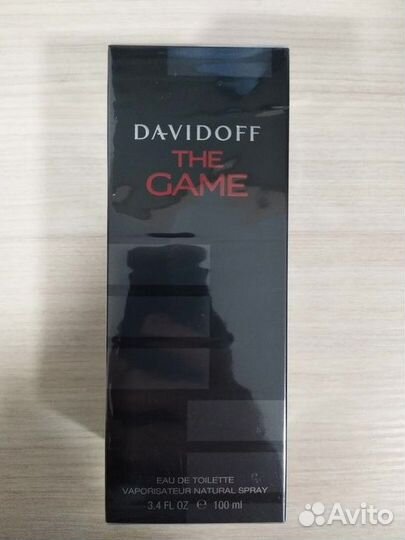 DAVIDOFF
THE
GAME
EAU DE TOILETTE
VAPORISATEUR NATURAL SPRAY
3.4 FL OZ ℮ 100 ml
Avito